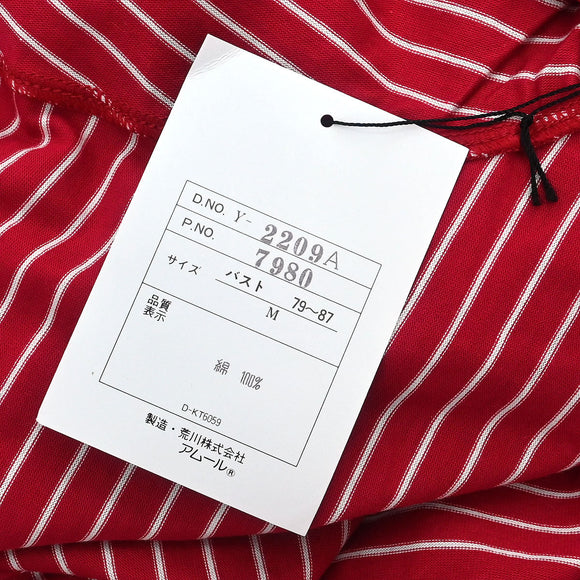 D.NO. Y-2209A
P.NO. 7980
サイズ バスト 79〜87
M
品質
表示
綿 100%
D-KT6059
製造・荒川株式会社
アムール®